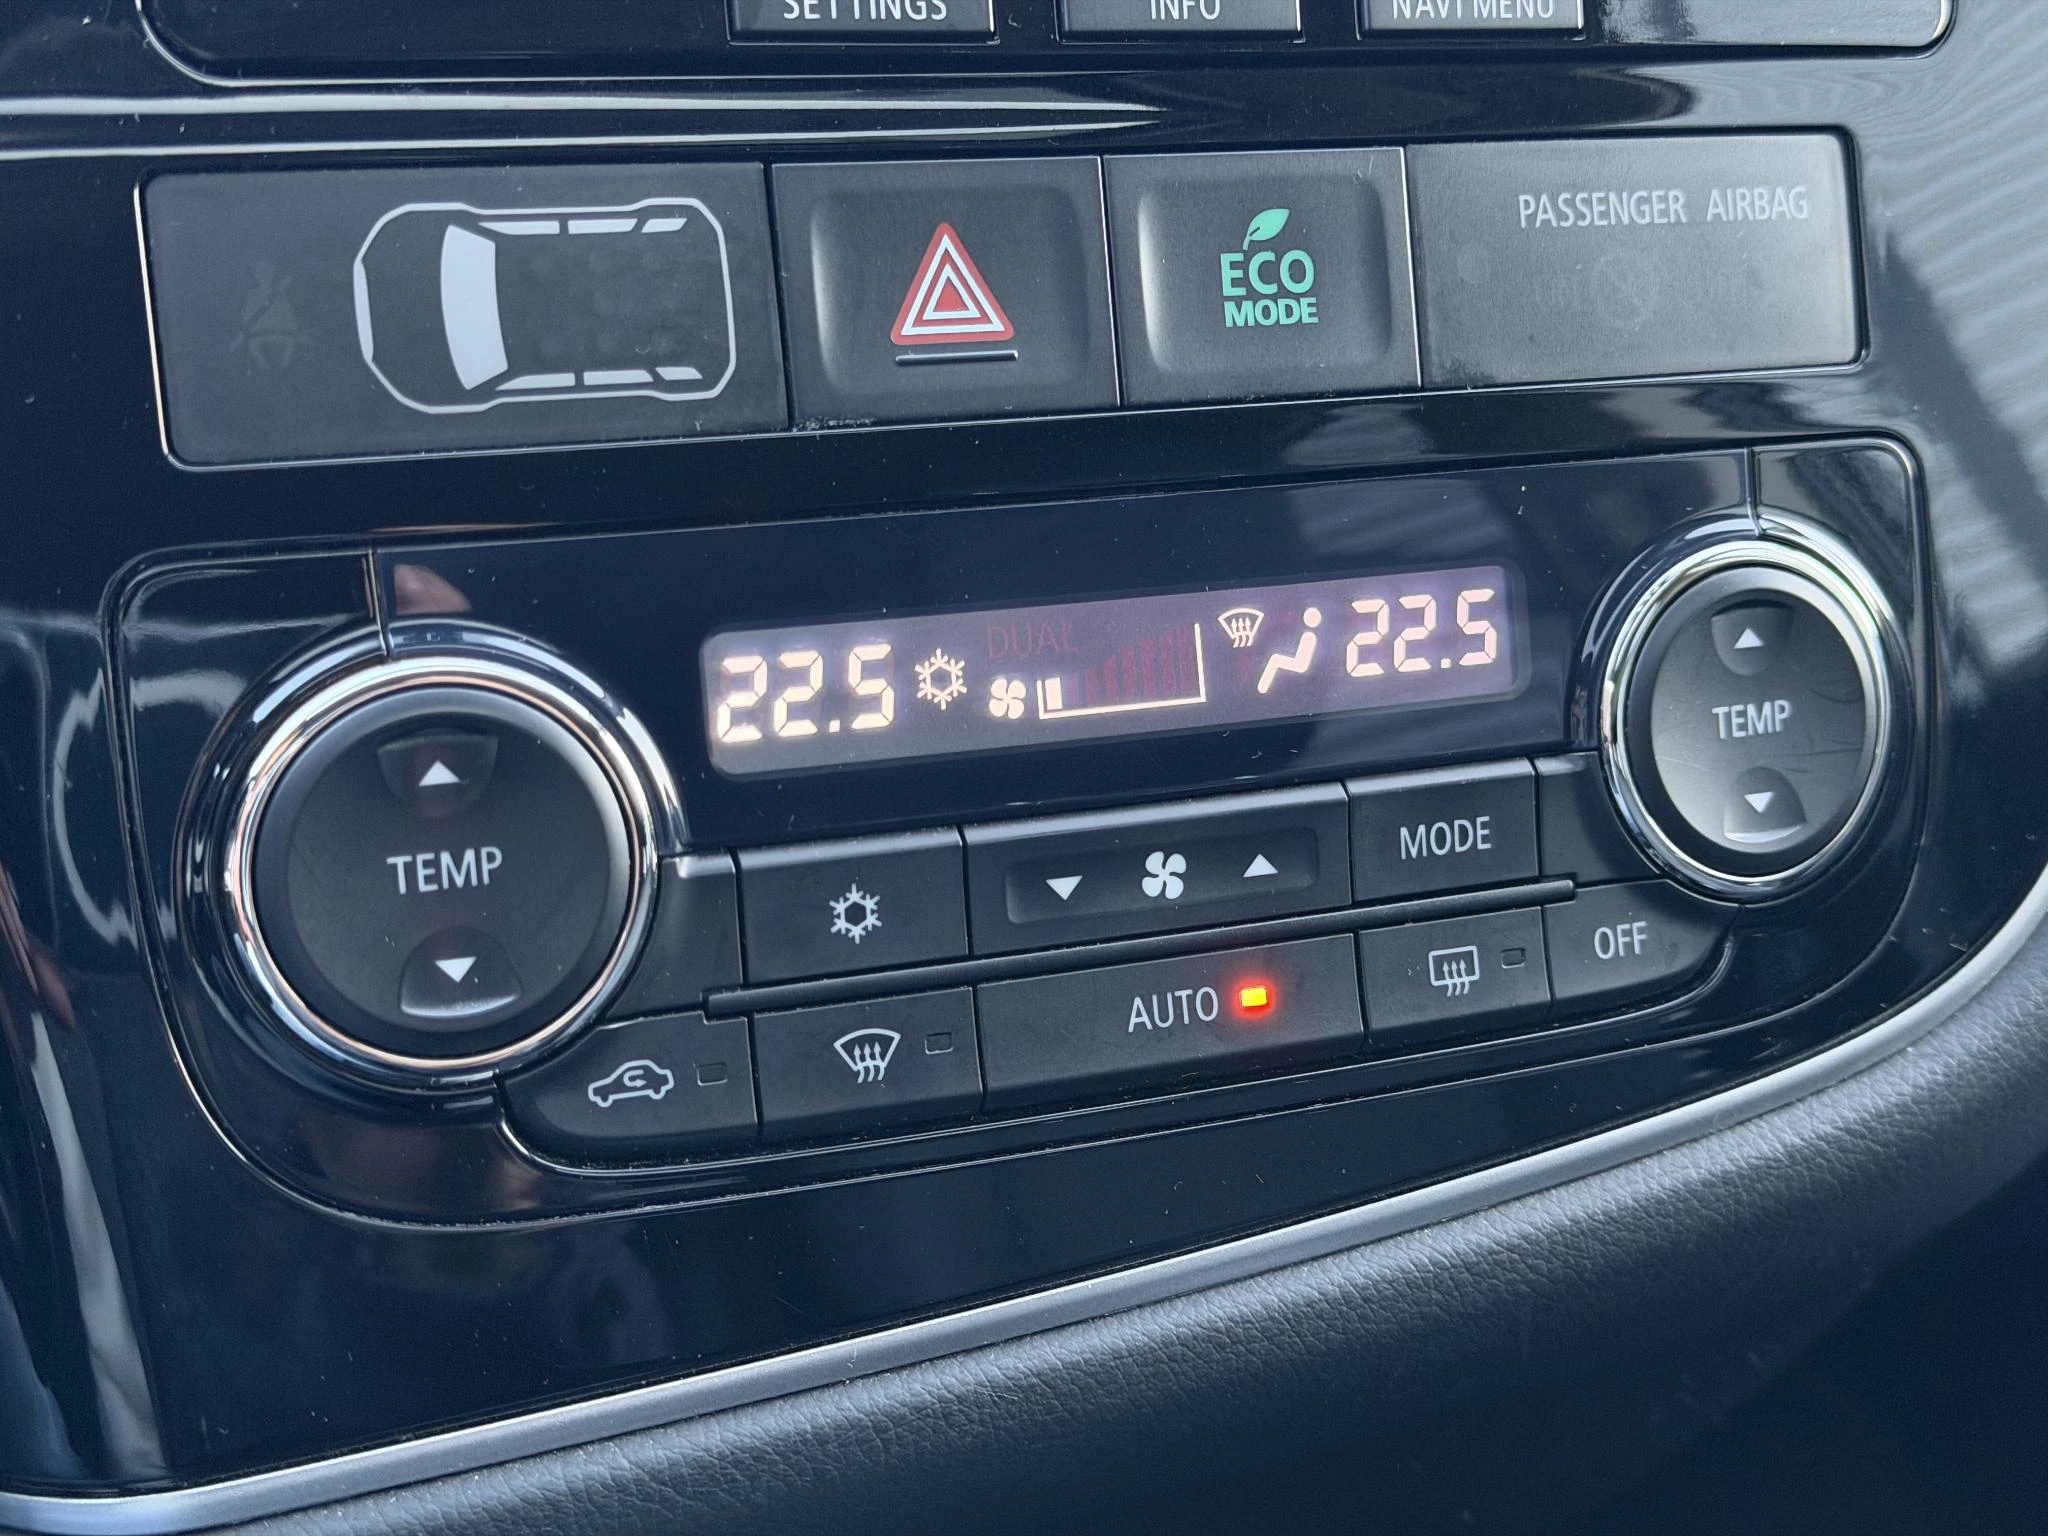 SETTINGS
INFO
NAVI MENU
ECO
MODE
PASSENGER AIRBAG
DUAL
22.5
22.5
TEMP
TEMP
MODE
AUTO
OFF